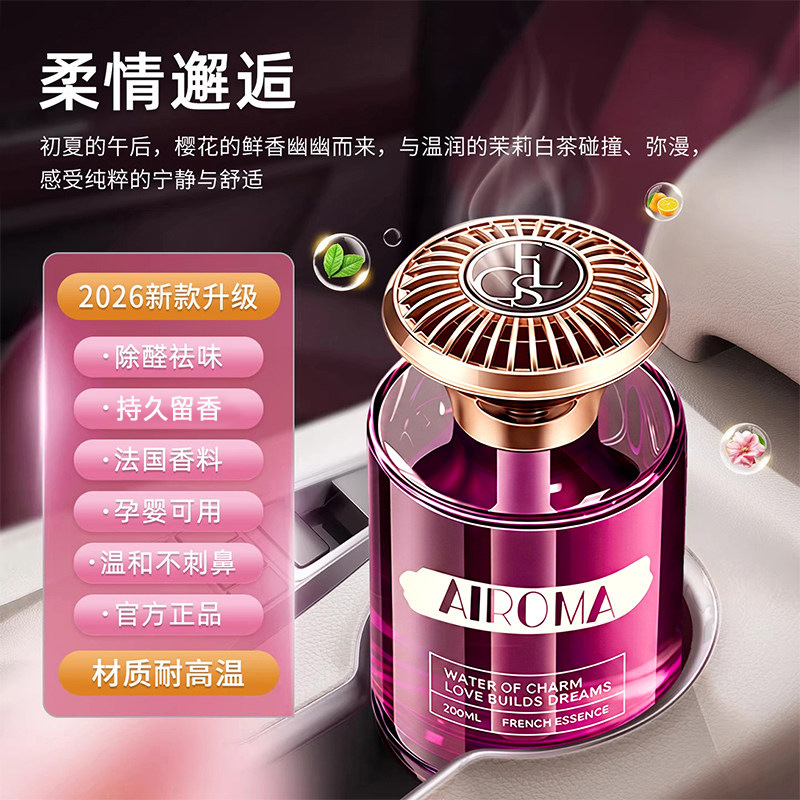 柔情邂逅
初夏的午后，樱花的鲜香幽幽而来，与温润的茉莉白茶碰撞、弥漫，
感受纯粹的宁静与舒适
2026新款升级
·除醛祛味
·持久留香
·法国香料
·孕婴可用
·温和不刺鼻
·官方正品
材质耐高温
AIROMA
WATER OF CHARM
LOVE BUILDS DREAMS
200ML FRENCH ESSENCE